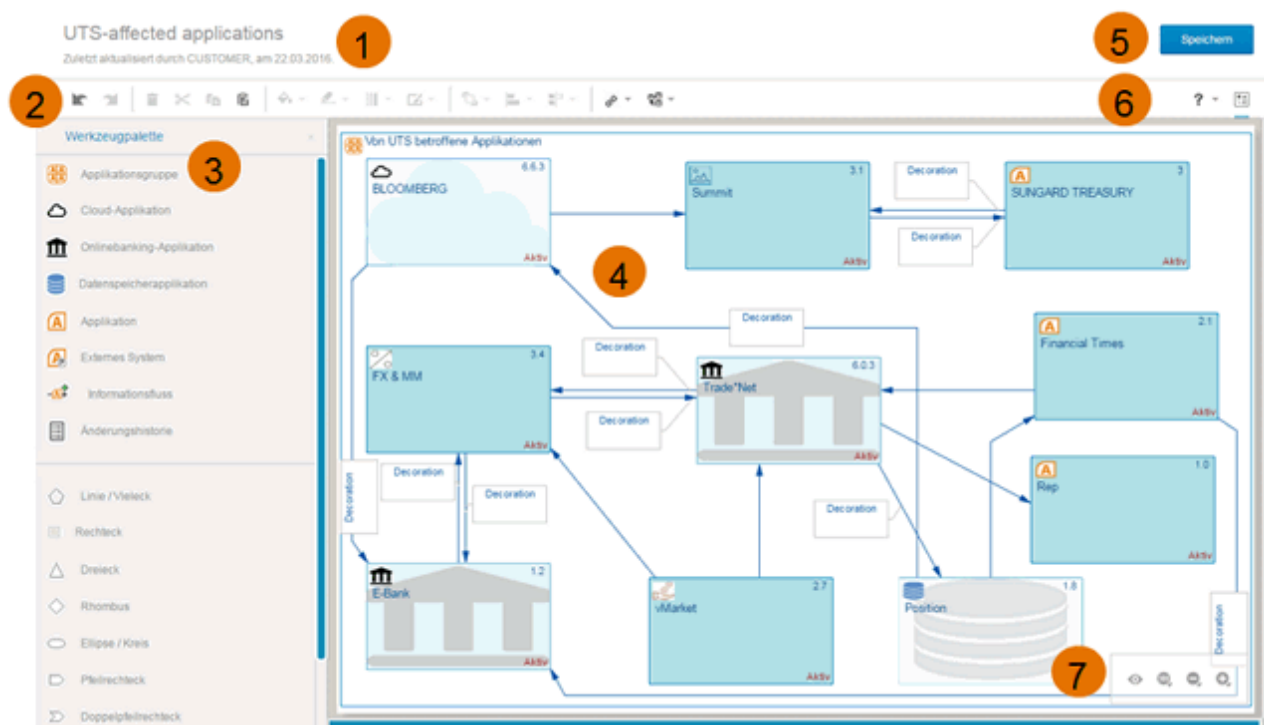 UTS-affected applications
Zuletzt aktualisiert durch CUSTOMER, am 22.03.2016.
1
5
Speichern
2
6
?
Werkzeugpalette
3
Applikationsgruppe
Cloud-Applikation
Onlinebanking-Applikation
Datenspeicherapplikation
Applikation
Externes System
Informationsfluss
Änderungshistorie
Linie / Vieleck
Rechteck
Dreieck
Rhombus
Ellipse / Kreis
Pfeilrechteck
Doppelpfeilrechteck
Von UTS betroffene Applikationen
6.6.3
BLOOMBERG
Aktiv
3.1
Summit
Aktiv
Decoration
Decoration
A
3
SUNGARD TREASURY
Aktiv
4
Decoration
A
2.1
Financial Times
Aktiv
3.4
FX & MM
Aktiv
Decoration
Decoration
6.0.3
Trade*Net
Aktiv
A
1.0
Rep
Aktiv
Decoration
Decoration
Decoration
Decoration
1.2
E-Bank
Aktiv
2.7
vMarket
Aktiv
1.8
Position
Decoration
7